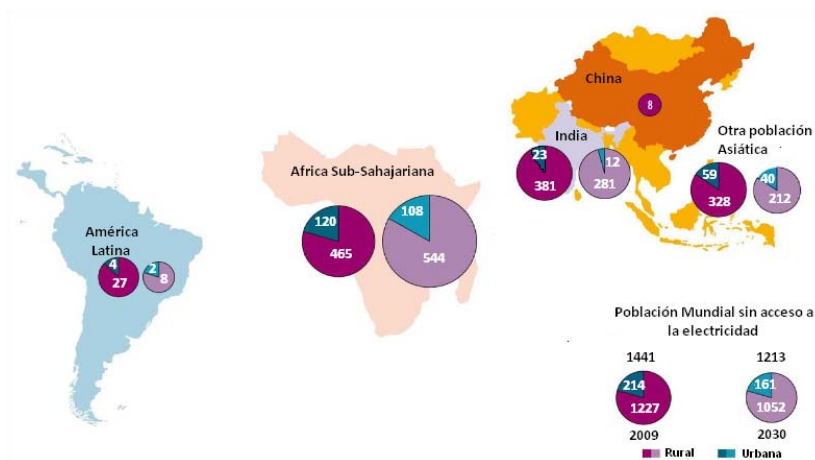 China
8
India
23
381
12
281
Otra población
Asiática
59
328
40
212
Africa Sub-Sahajariana
120
465
108
544
América
Latina
4
27
2
8
Población Mundial sin acceso a
la electricidad
1441
1213
214
1227
161
1052
2009
2030
Rural
Urbana